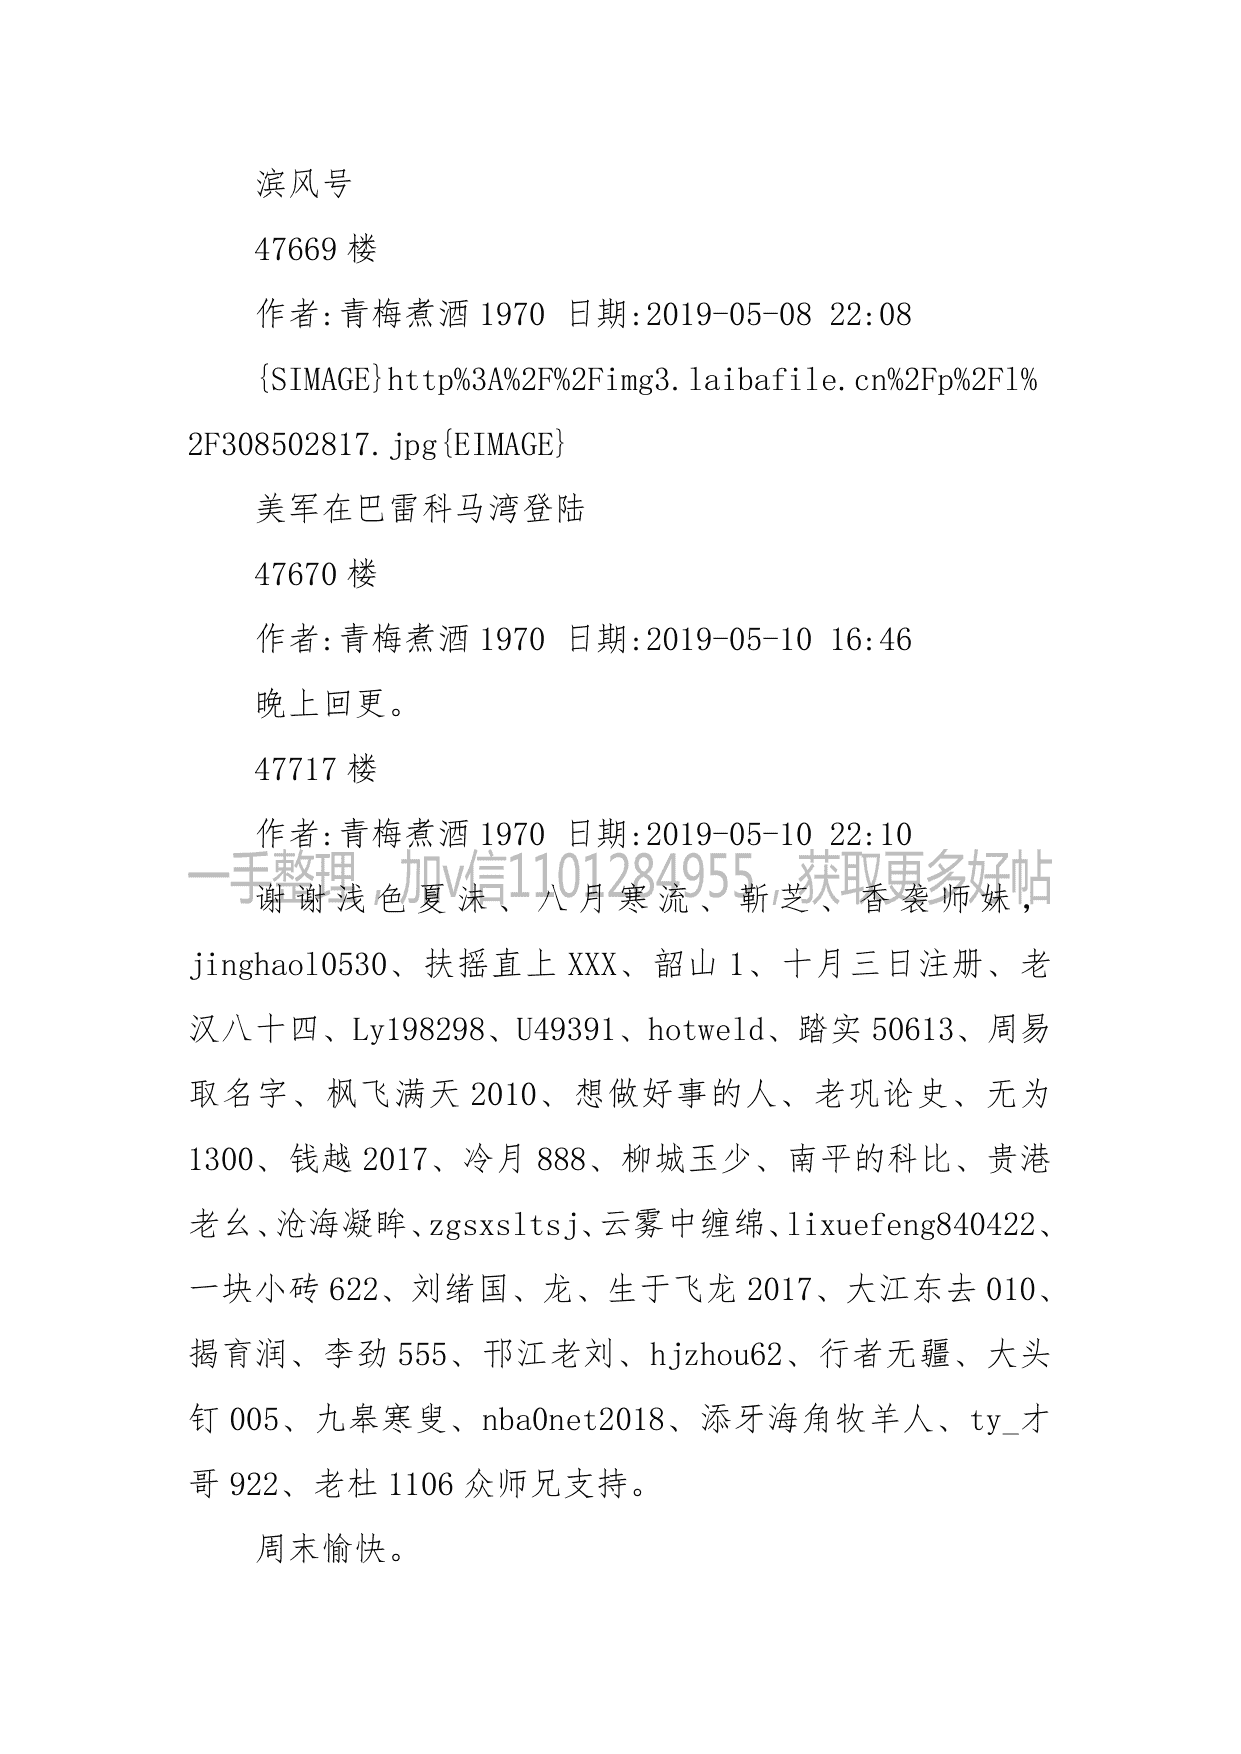 滨风号
47669 楼
作者:青梅煮酒 1970 日期:2019-05-08 22:08
{SIMAGE}http%3A%2F%2Fimg3.laibafile.cn%2Fp%2Fl%
2F308502817.jpg{EIMAGE}
美军在巴雷科马湾登陆
47670 楼
作者:青梅煮酒 1970 日期:2019-05-10 16:46
晚上回更。
47717 楼
作者:青梅煮酒 1970 日期:2019-05-10 22:10
一手整理，加v信1101284955，获取更多好帖
谢谢浅色夏沫、八月寒流、靳芝、香袭师妹，
jinghaol0530、扶摇直上 XXX、韶山 1、十月三日注册、老
汉八十四、Ly198298、U49391、hotweld、踏实 50613、周易
取名字、枫飞满天 2010、想做好事的人、老巩论史、无为
1300、钱越 2017、冷月 888、柳城玉少、南平的科比、贵港
老幺、沧海凝眸、zgsxsltsj、云雾中缠绵、lixuefeng840422、
一块小砖 622、刘绪国、龙、生于飞龙 2017、大江东去 010、
揭育润、李劲 555、邗江老刘、hjzhou62、行者无疆、大头
钉 005、九皋寒叟、nba0net2018、添牙海角牧羊人、ty_才
哥 922、老杜 1106 众师兄支持。
周末愉快。